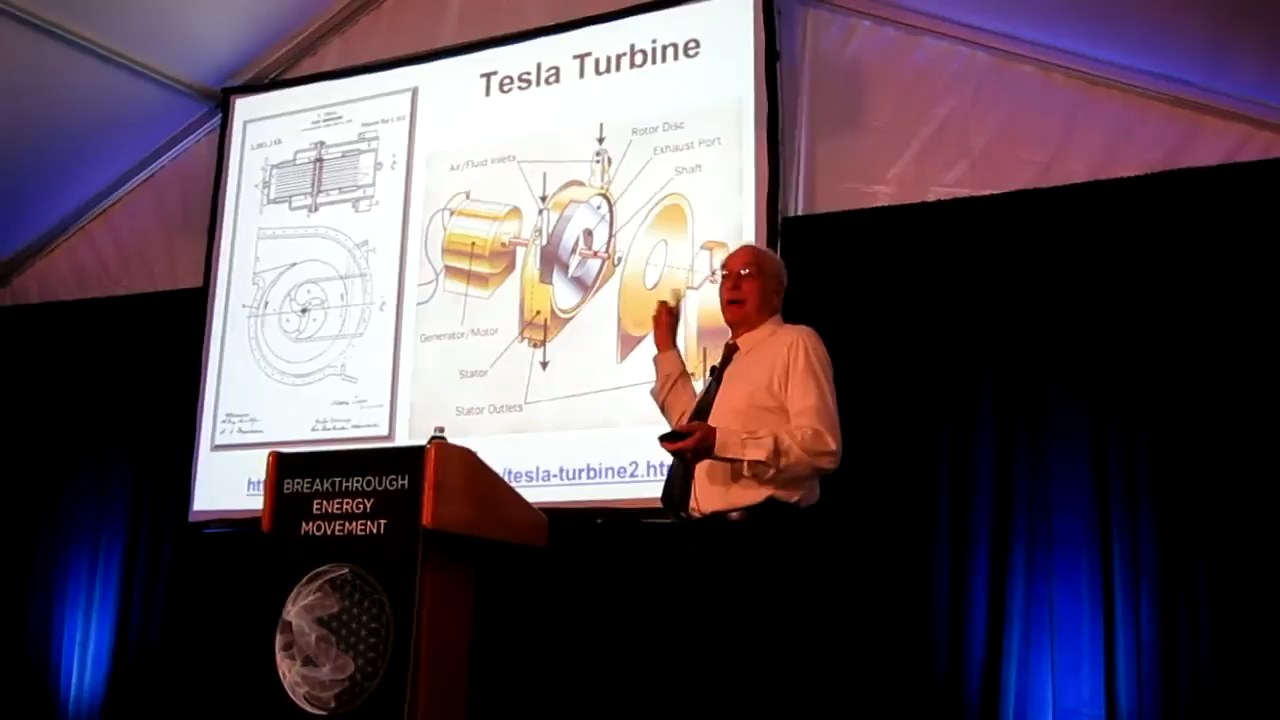 Tesla Turbine
Rotor Disc
Air/Fluid Inlets
Exhaust Port
Shaft
Generator/Motor
Stator
Stator Outlets
/tesla-turbine2.ht
BREAKTHROUGH
ENERGY
MOVEMENT